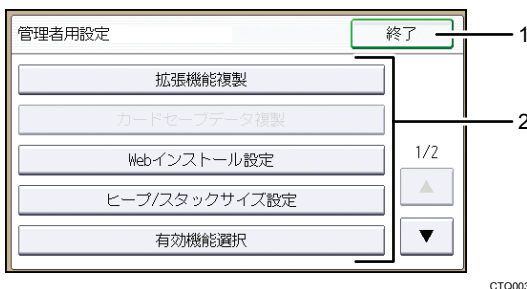 管理者用設定
終了
1
拡張機能複製
カードセーブデータ複製
2
Webインストール設定
1/2
ヒープ/スタックサイズ設定
▲
有効機能選択
▼
CTQ003